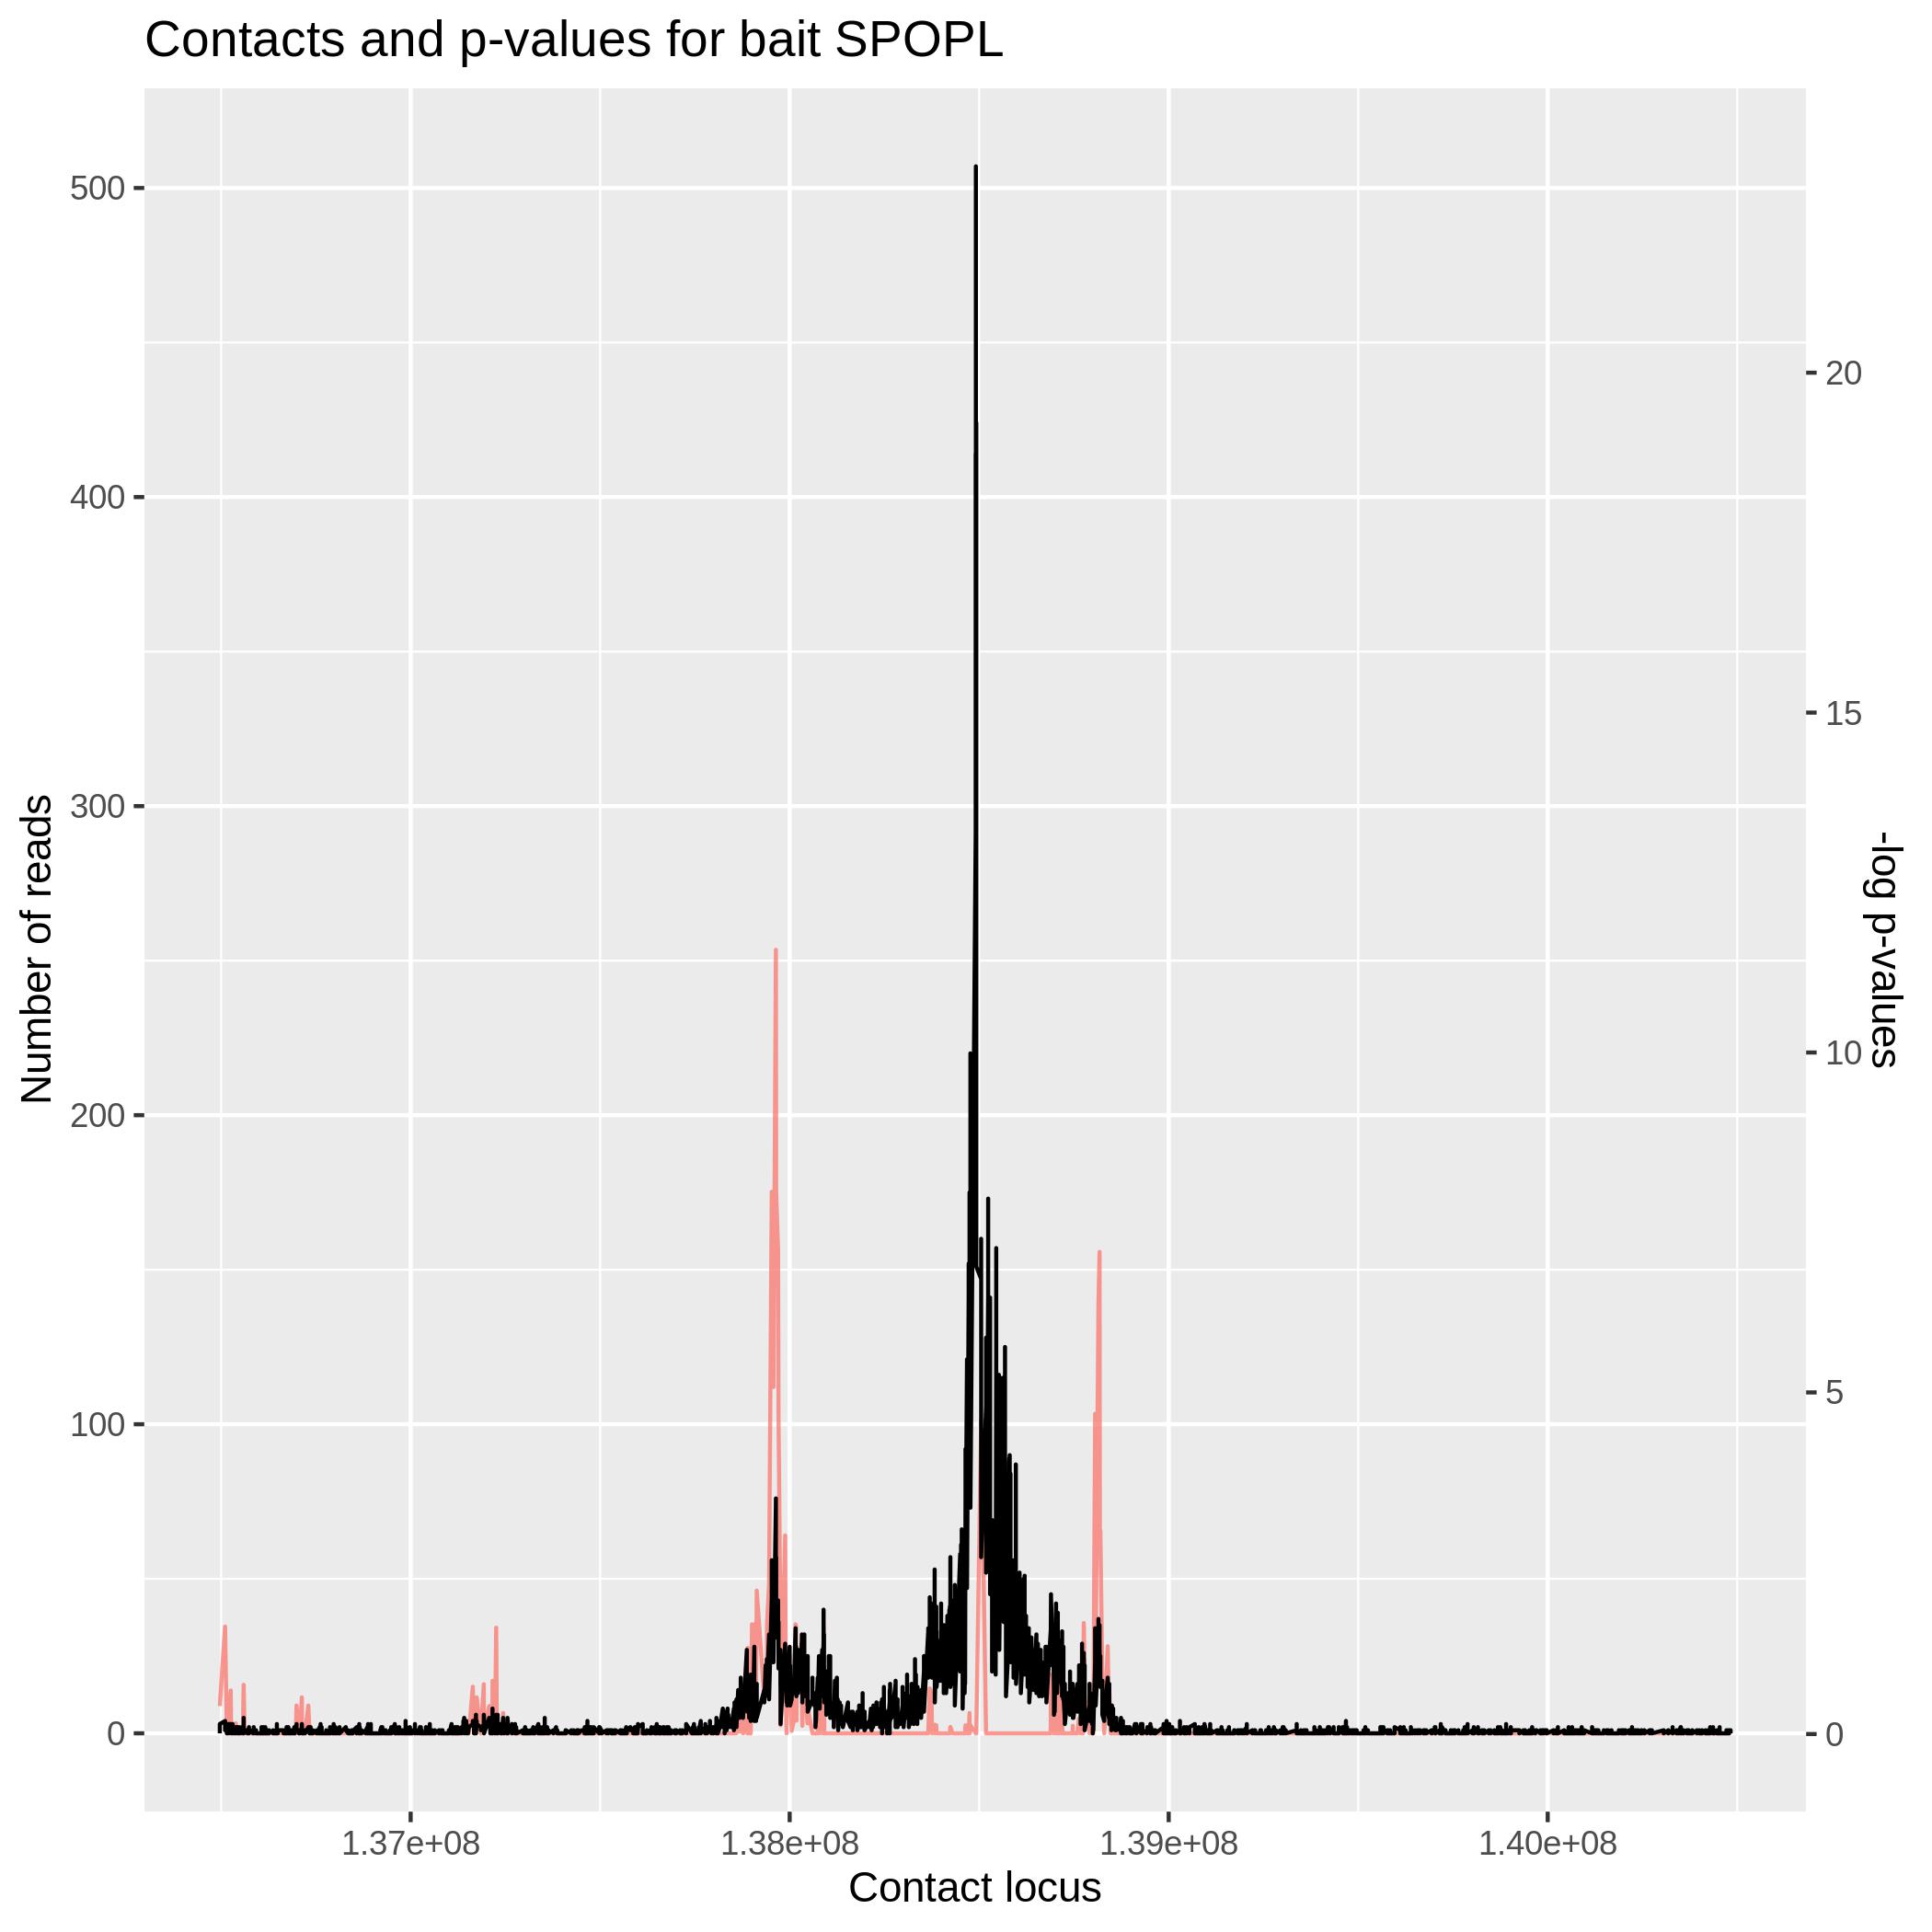 Contacts and p-values for bait SPOPL
500
400
300
200
100
0
Number of reads
20
15
10
5
0
-log p-values
1.37e+08
1.38e+08
1.39e+08
1.40e+08
Contact locus